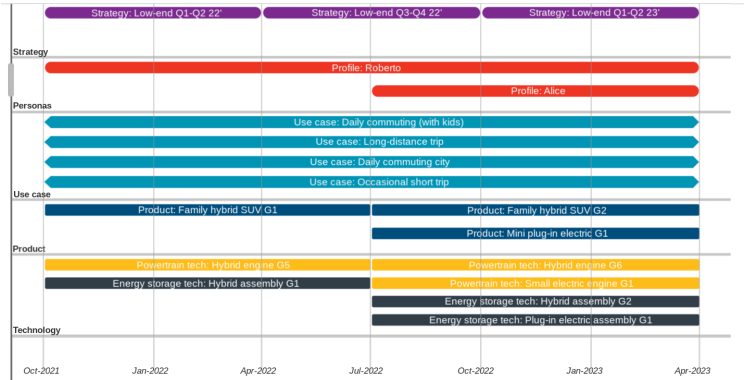 Strategy: Low-end Q1-Q2 22' Strategy: Low-end Q3-Q4 22' Strategy: Low-end Q1-Q2 23'
Strategy
Profile: Roberto
Profile: Alice
Personas
Use case: Daily commuting (with kids)
Use case: Long-distance trip
Use case: Daily commuting city
Use case: Occasional short trip
Use case
Product: Family hybrid SUV G1 Product: Family hybrid SUV G2
Product: Mini plug-in electric G1
Product
Powertrain tech: Hybrid engine G5 Powertrain tech: Hybrid engine G6
Energy storage tech: Hybrid assembly G1 Powertrain tech: Small electric engine G1
Energy storage tech: Hybrid assembly G2
Energy storage tech: Plug-in electric assembly G1
Technology
Oct-2021 Jan-2022 Apr-2022 Jul-2022 Oct-2022 Jan-2023 Apr-2023